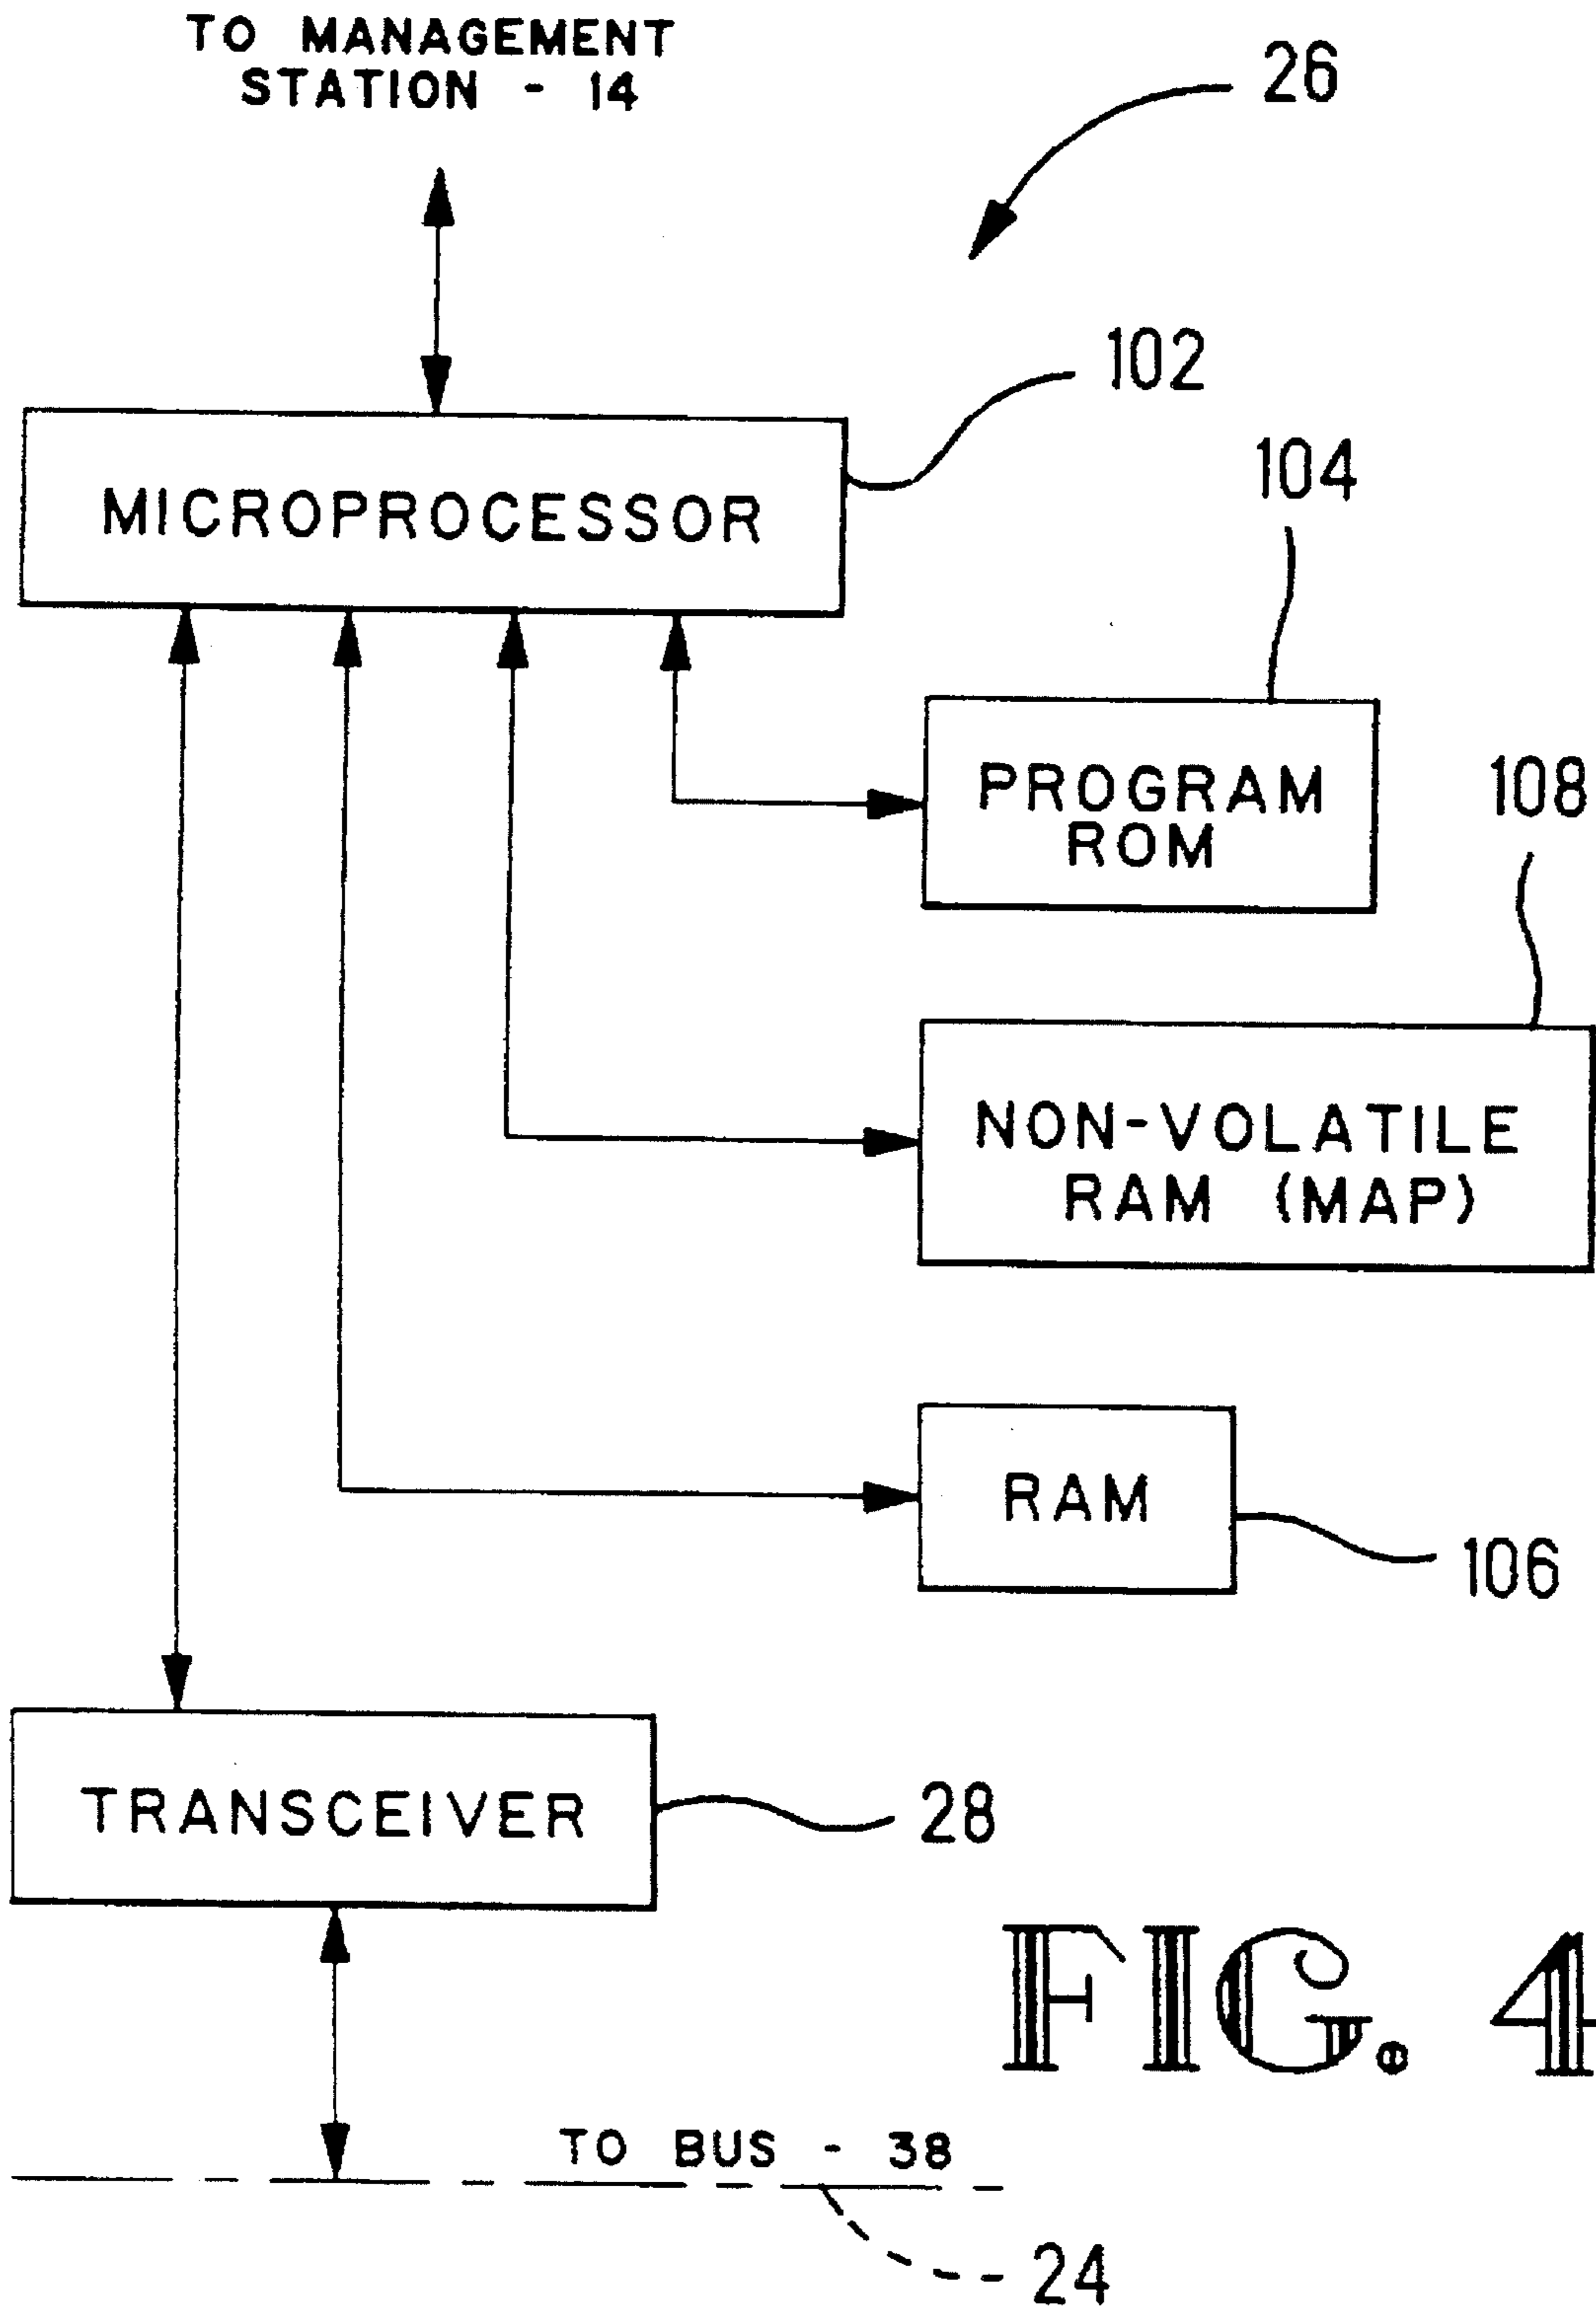 TO MANAGEMENT
STATION - 14
26
102
MICROPROCESSOR
104
PROGRAM
ROM
108
NON-VOLATILE
RAM (MAP)
RAM
106
TRANSCEIVER
28
FIG. 4
TO BUS - 38
24